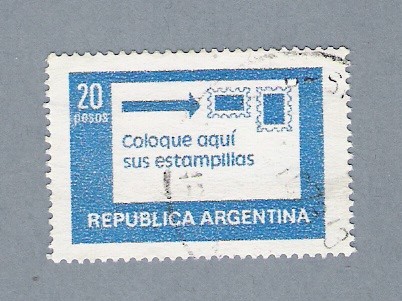 20
pesos
Coloque aquí
sus estampillas
REPUBLICA ARGENTINA